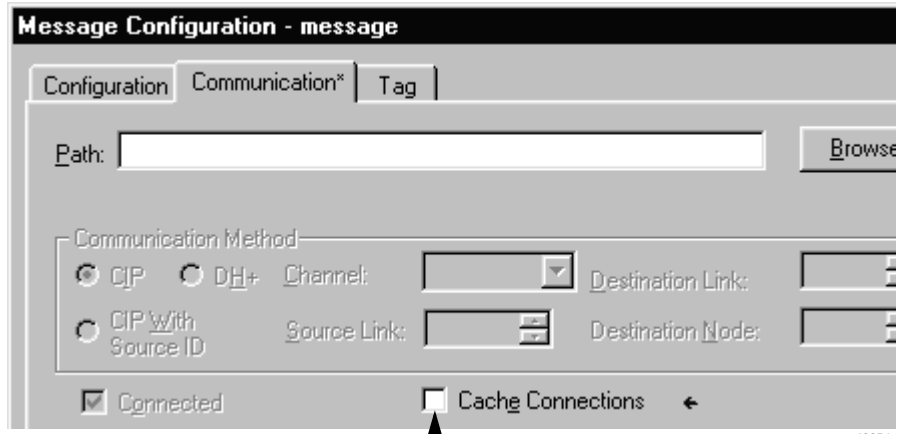 Message Configuration - message
Configuration Communication* Tag
Path: Browse
Communication Method
CIP DH+ Channel: Destination Link:
CIP With
Source ID
Source Link: Destination Node:
Connected Cache Connections ←